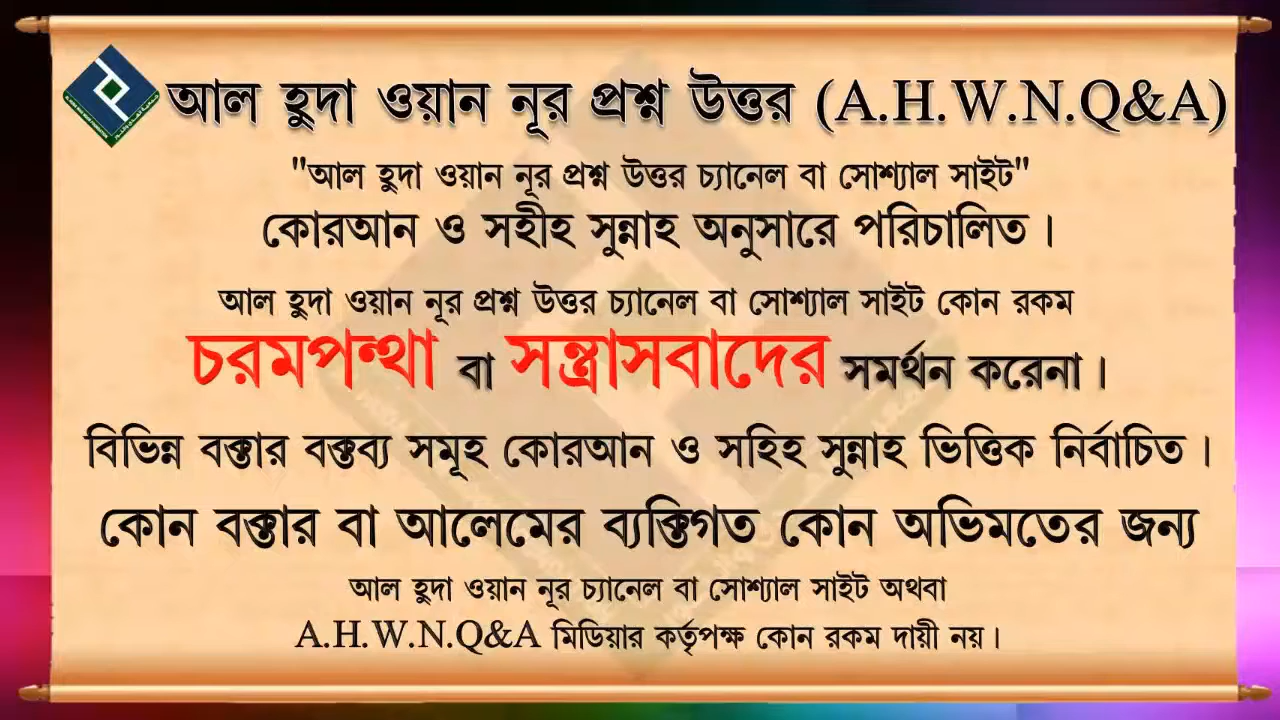 আল হুদা ওয়ান নূর প্রশ্ন উত্তর (A.H.W.N.Q&A)
"আল হুদা ওয়ান নূর প্রশ্ন উত্তর চ্যানেল বা সোশ্যাল সাইট"
কোরআন ও সহীহ সুন্নাহ অনুসারে পরিচালিত।
আল হুদা ওয়ান নূর প্রশ্ন উত্তর চ্যানেল বা সোশ্যাল সাইট কোন রকম
চরমপন্থা বা সন্ত্রাসবাদের সমর্থন করেনা।
বিভিন্ন বক্তার বক্তব্য সমূহ কোরআন ও সহিহ সুন্নাহ ভিত্তিক নির্বাচিত।
কোন বক্তার বা আলেমের ব্যক্তিগত কোন অভিমতের জন্য
আল হুদা ওয়ান নূর চ্যানেল বা সোশ্যাল সাইট অথবা
A.H.W.N.Q&A মিডিয়ার কর্তৃপক্ষ কোন রকম দায়ী নয়।